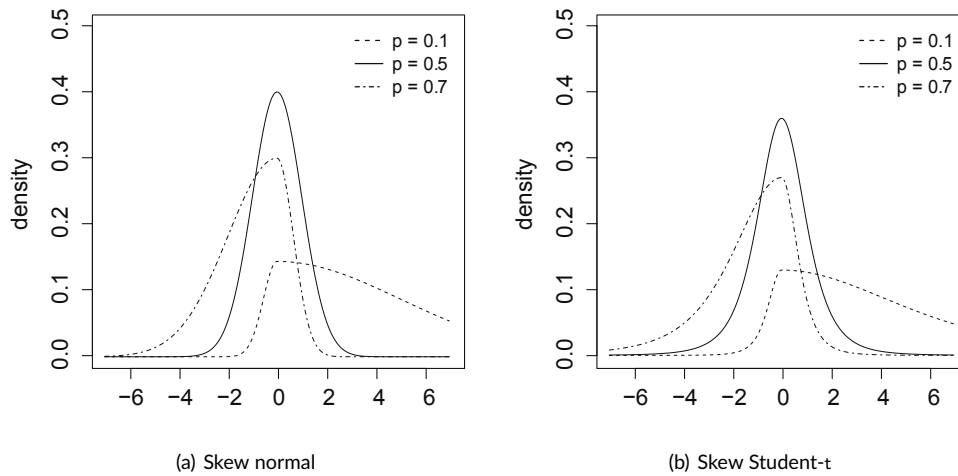 0.5
0.4
0.3
0.2
0.1
0.0
density
p = 0.1
p = 0.5
p = 0.7
−6 −4 −2 0 2 4 6
(a) Skew normal
0.5
0.4
0.3
0.2
0.1
0.0
density
p = 0.1
p = 0.5
p = 0.7
−6 −4 −2 0 2 4 6
(b) Skew Student-t